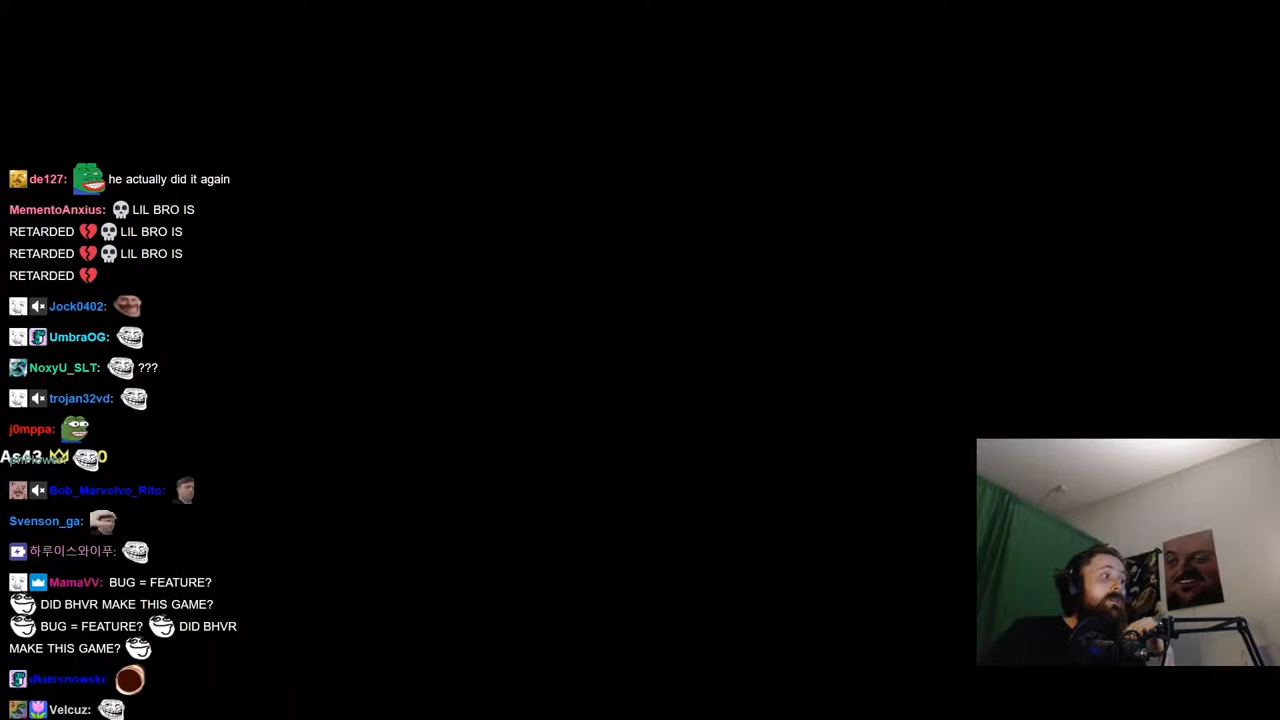 de127: he actually did it again
MementoAnxius: LIL BRO IS
RETARDED LIL BRO IS
RETARDED LIL BRO IS
RETARDED
Jock0402:
UmbraOG:
NoxyU_SLT: ???
trojan32vd:
j0mppa:
As43 0
Bob_Marvolvo_Rito:
Svenson_ga:
하루이스와이푸:
MamaVV: BUG = FEATURE?
DID BHVR MAKE THIS GAME?
BUG = FEATURE? DID BHVR
MAKE THIS GAME?
dkiersnowski:
Velcuz: